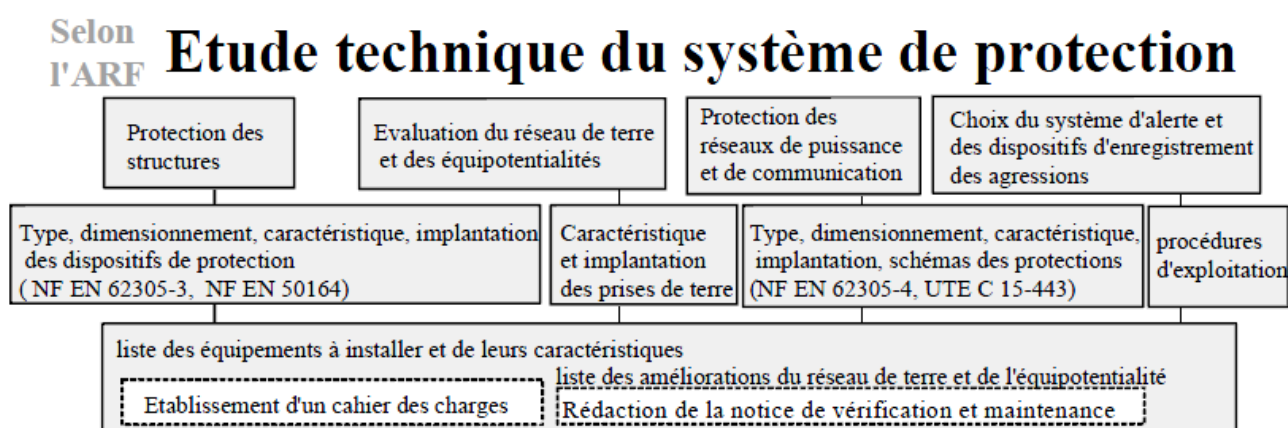 Selon
l'ARF
Etude technique du système de protection
Protection des
structures
Evaluation du réseau de terre
et des équipotentialités
Protection des
réseaux de puissance
et de communication
Choix du système d'alerte et
des dispositifs d'enregistrement
des agressions
Type, dimensionnement, caractéristique, implantation
des dispositifs de protection
( NF EN 62305-3, NF EN 50164)
Caractéristique
et implantation
des prises de terre
Type, dimensionnement, caractéristique,
implantation, schémas des protections
(NF EN 62305-4, UTE C 15-443)
procédures
d'exploitation
liste des équipements à installer et de leurs caractéristiques
liste des améliorations du réseau de terre et de l'équipotentialité
Etablissement d'un cahier des charges
Rédaction de la notice de vérification et maintenance